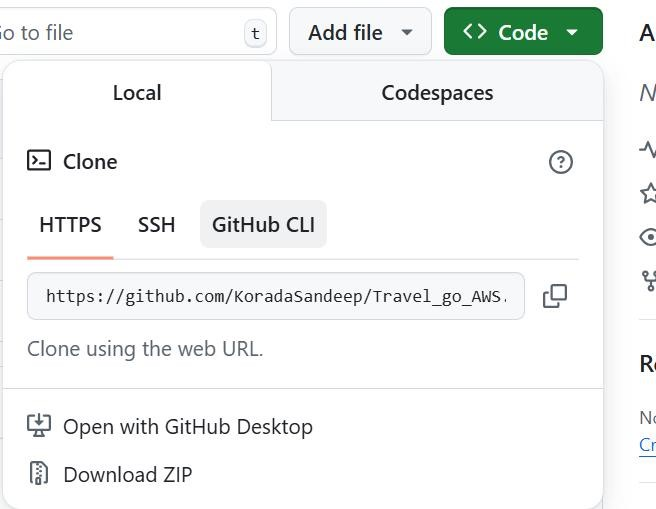 Go to file t Add file Code
Local Codespaces
Clone
HTTPS SSH GitHub CLI
https://github.com/KoradaSandeep/Travel_go_AWS.
Clone using the web URL.
Open with GitHub Desktop
Download ZIP